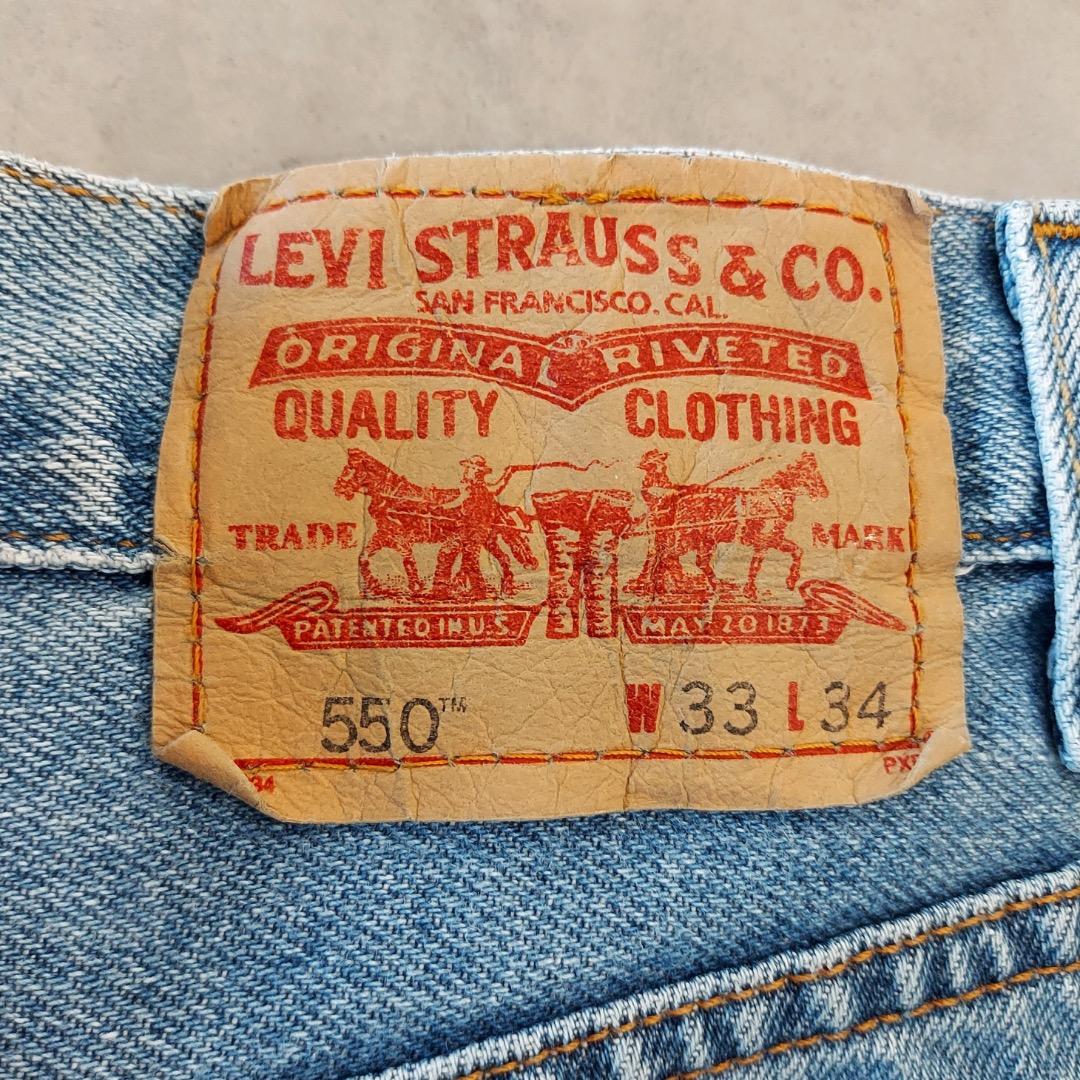 LEVI STRAUSS & CO.
SAN FRANCISCO. CAL.
ORIGINAL RIVETED
QUALITY CLOTHING
TRADE MARK
PATENTED IN U.S. MAY 20 1873
550™ W 33 L 34
34